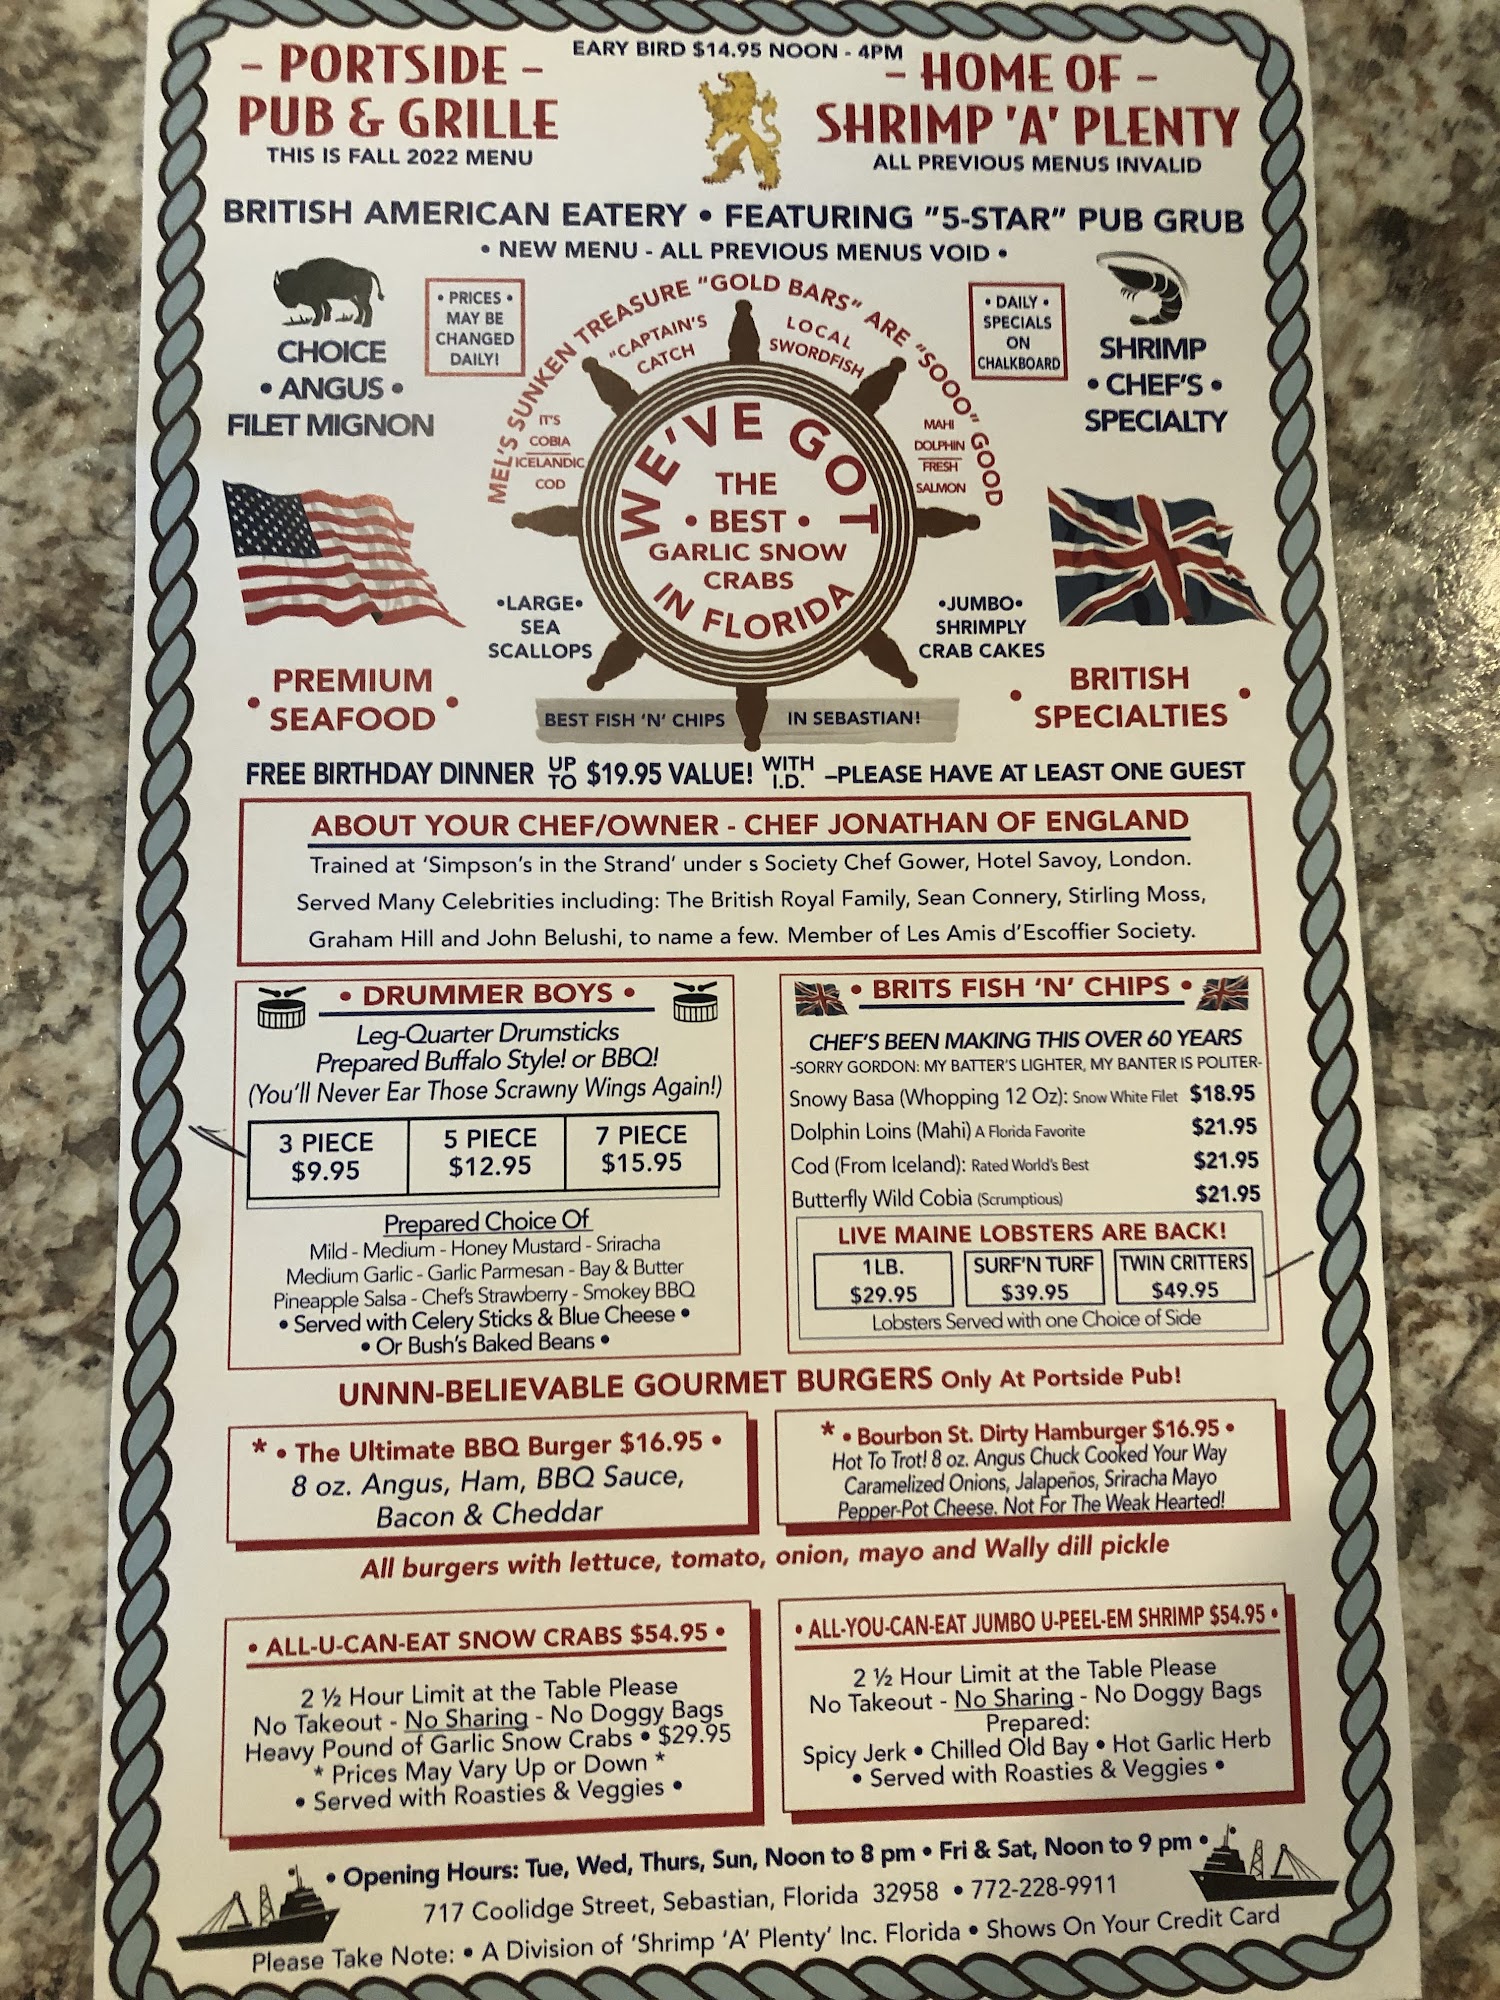 EARY BIRD $14.95 NOON - 4PM
- PORTSIDE -
PUB & GRILLE
THIS IS FALL 2022 MENU
- HOME OF -
SHRIMP 'A' PLENTY
ALL PREVIOUS MENUS INVALID
BRITISH AMERICAN EATERY • FEATURING "5-STAR" PUB GRUB
• NEW MENU - ALL PREVIOUS MENUS VOID •
CHOICE
• ANGUS •
FILET MIGNON
• PRICES •
MAY BE
CHANGED
DAILY!
MEL'S SUNKEN TREASURE "GOLD BARS" ARE "SOOO" GOOD
"CAPTAIN'S
CATCH
LOCAL
SWORDFISH
IT'S
COBIA
ICELANDIC
COD
MAHI
DOLPHIN
FRESH
SALMON
• DAILY •
SPECIALS
ON
CHALKBOARD
SHRIMP
• CHEF'S •
SPECIALTY
WE'VE GOT
THE
• BEST •
GARLIC SNOW
CRABS
IN FLORIDA
•LARGE•
SEA
SCALLOPS
•JUMBO•
SHRIMPLY
CRAB CAKES
• PREMIUM
SEAFOOD •
• BRITISH •
SPECIALTIES
BEST FISH 'N' CHIPS IN SEBASTIAN!
FREE BIRTHDAY DINNER UP TO $19.95 VALUE! WITH I.D. –PLEASE HAVE AT LEAST ONE GUEST
ABOUT YOUR CHEF/OWNER - CHEF JONATHAN OF ENGLAND
Trained at 'Simpson's in the Strand' under s Society Chef Gower, Hotel Savoy, London.
Served Many Celebrities including: The British Royal Family, Sean Connery, Stirling Moss,
Graham Hill and John Belushi, to name a few. Member of Les Amis d'Escoffier Society.
• DRUMMER BOYS •
Leg-Quarter Drumsticks
Prepared Buffalo Style! or BBQ!
(You'll Never Ear Those Scrawny Wings Again!)
3 PIECE
$9.95
5 PIECE
$12.95
7 PIECE
$15.95
Prepared Choice Of
Mild - Medium - Honey Mustard - Sriracha
Medium Garlic - Garlic Parmesan - Bay & Butter
Pineapple Salsa - Chef's Strawberry - Smokey BBQ
• Served with Celery Sticks & Blue Cheese •
• Or Bush's Baked Beans •
• BRITS FISH 'N' CHIPS •
CHEF'S BEEN MAKING THIS OVER 60 YEARS
-SORRY GORDON: MY BATTER'S LIGHTER, MY BANTER IS POLITER-
Snowy Basa (Whopping 12 Oz): Snow White Filet $18.95
Dolphin Loins (Mahi) A Florida Favorite $21.95
Cod (From Iceland): Rated World's Best $21.95
Butterfly Wild Cobia (Scrumptious) $21.95
LIVE MAINE LOBSTERS ARE BACK!
1 LB.
$29.95
SURF'N TURF
$39.95
TWIN CRITTERS
$49.95
Lobsters Served with one Choice of Side
UNNN-BELIEVABLE GOURMET BURGERS Only At Portside Pub!
* • The Ultimate BBQ Burger $16.95 •
8 oz. Angus, Ham, BBQ Sauce,
Bacon & Cheddar
* • Bourbon St. Dirty Hamburger $16.95 •
Hot To Trot! 8 oz. Angus Chuck Cooked Your Way
Caramelized Onions, Jalapeños, Sriracha Mayo
Pepper-Pot Cheese. Not For The Weak Hearted!
All burgers with lettuce, tomato, onion, mayo and Wally dill pickle
• ALL-U-CAN-EAT SNOW CRABS $54.95 •
2 ½ Hour Limit at the Table Please
No Takeout - No Sharing - No Doggy Bags
Heavy Pound of Garlic Snow Crabs • $29.95
* Prices May Vary Up or Down *
• Served with Roasties & Veggies •
• ALL-YOU-CAN-EAT JUMBO U-PEEL-EM SHRIMP $54.95 •
2 ½ Hour Limit at the Table Please
No Takeout - No Sharing - No Doggy Bags
Prepared:
Spicy Jerk • Chilled Old Bay • Hot Garlic Herb
• Served with Roasties & Veggies •
• Opening Hours: Tue, Wed, Thurs, Sun, Noon to 8 pm • Fri & Sat, Noon to 9 pm •
717 Coolidge Street, Sebastian, Florida 32958 • 772-228-9911
Please Take Note: • A Division of 'Shrimp 'A' Plenty' Inc. Florida • Shows On Your Credit Card